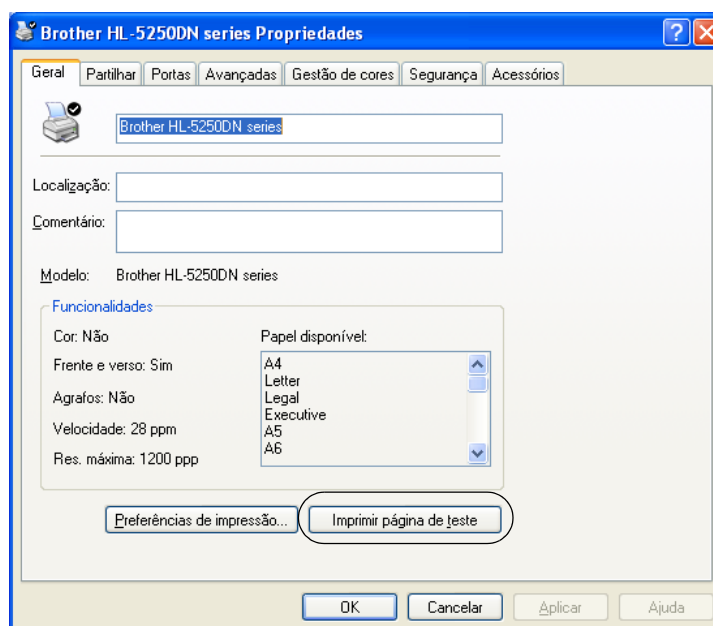 Brother HL-5250DN series Propriedades
Geral Partilhar Portas Avançadas Gestão de cores Segurança Acessórios
Brother HL-5250DN series
Localização:
Comentário:
Modelo: Brother HL-5250DN series
Funcionalidades
Cor: Não
Papel disponível:
Frente e verso: Sim
Agrafos: Não
Velocidade: 28 ppm
Res. máxima: 1200 ppp
A4
Letter
Legal
Executive
A5
A6
Preferências de impressão... Imprimir página de teste
OK Cancelar Aplicar Ajuda